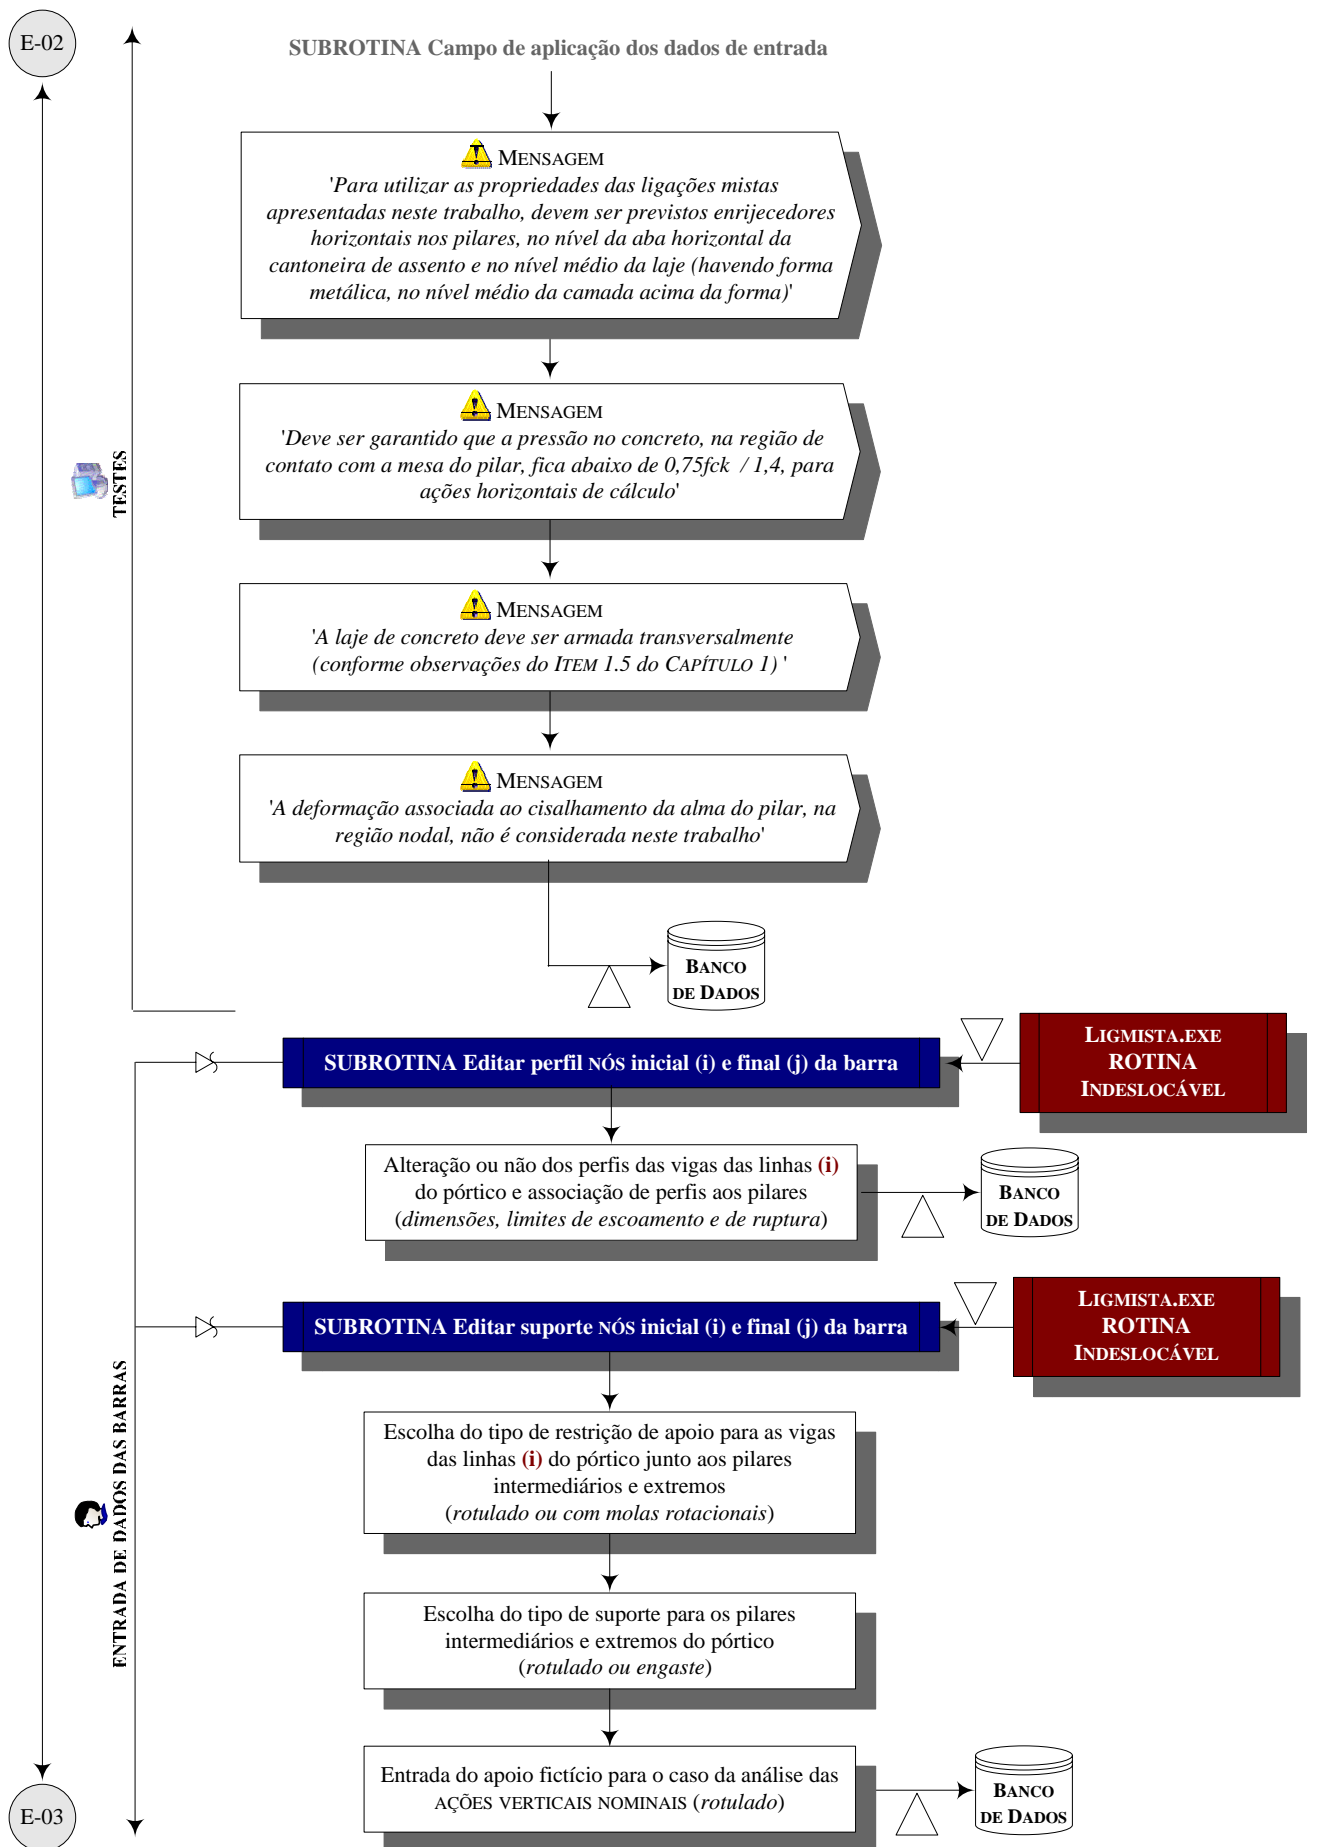 E-02
SUBROTINA Campo de aplicação dos dados de entrada
MENSAGEM
'Para utilizar as propriedades das ligações mistas
apresentadas neste trabalho, devem ser previstos enrijecedores
horizontais nos pilares, no nível da aba horizontal da
cantoneira de assento e no nível médio da laje (havendo forma
metálica, no nível médio da camada acima da forma)'
MENSAGEM
'Deve ser garantido que a pressão no concreto, na região de
contato com a mesa do pilar, fica abaixo de 0,75fck / 1,4, para
ações horizontais de cálculo'
TESTES
MENSAGEM
'A laje de concreto deve ser armada transversalmente
(conforme observações do ITEM 1.5 do CAPÍTULO 1) '
MENSAGEM
'A deformação associada ao cisalhamento da alma do pilar, na
região nodal, não é considerada neste trabalho'
BANCO
DE DADOS
SUBROTINA Editar perfil NÓS inicial (i) e final (j) da barra
LIGMISTA.EXE
ROTINA
INDESLOCÁVEL
Alteração ou não dos perfis das vigas das linhas (i)
do pórtico e associação de perfis aos pilares
(dimensões, limites de escoamento e de ruptura)
BANCO
DE DADOS
SUBROTINA Editar suporte NÓS inicial (i) e final (j) da barra
LIGMISTA.EXE
ROTINA
INDESLOCÁVEL
ENTRADA DE DADOS DAS BARRAS
Escolha do tipo de restrição de apoio para as vigas
das linhas (i) do pórtico junto aos pilares
intermediários e extremos
(rotulado ou com molas rotacionais)
Escolha do tipo de suporte para os pilares
intermediários e extremos do pórtico
(rotulado ou engaste)
Entrada do apoio fictício para o caso da análise das
AÇÕES VERTICAIS NOMINAIS (rotulado)
BANCO
DE DADOS
E-03